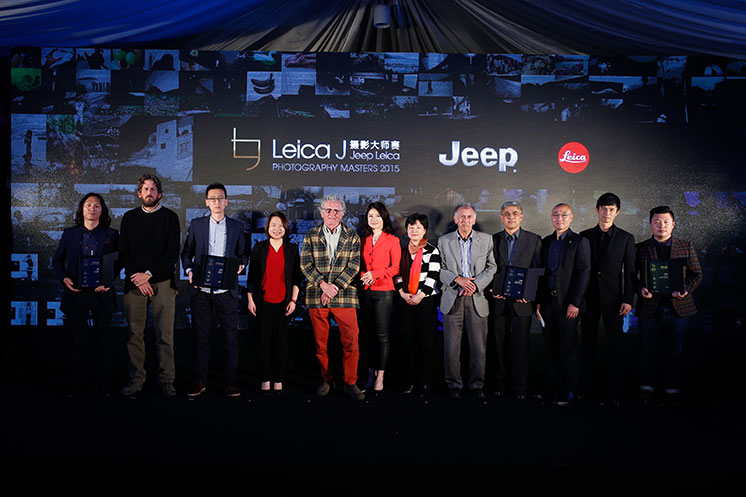 Leica J 摄影大师赛
Jeep Leica
PHOTOGRAPHY MASTERS 2015
Jeep
Leica